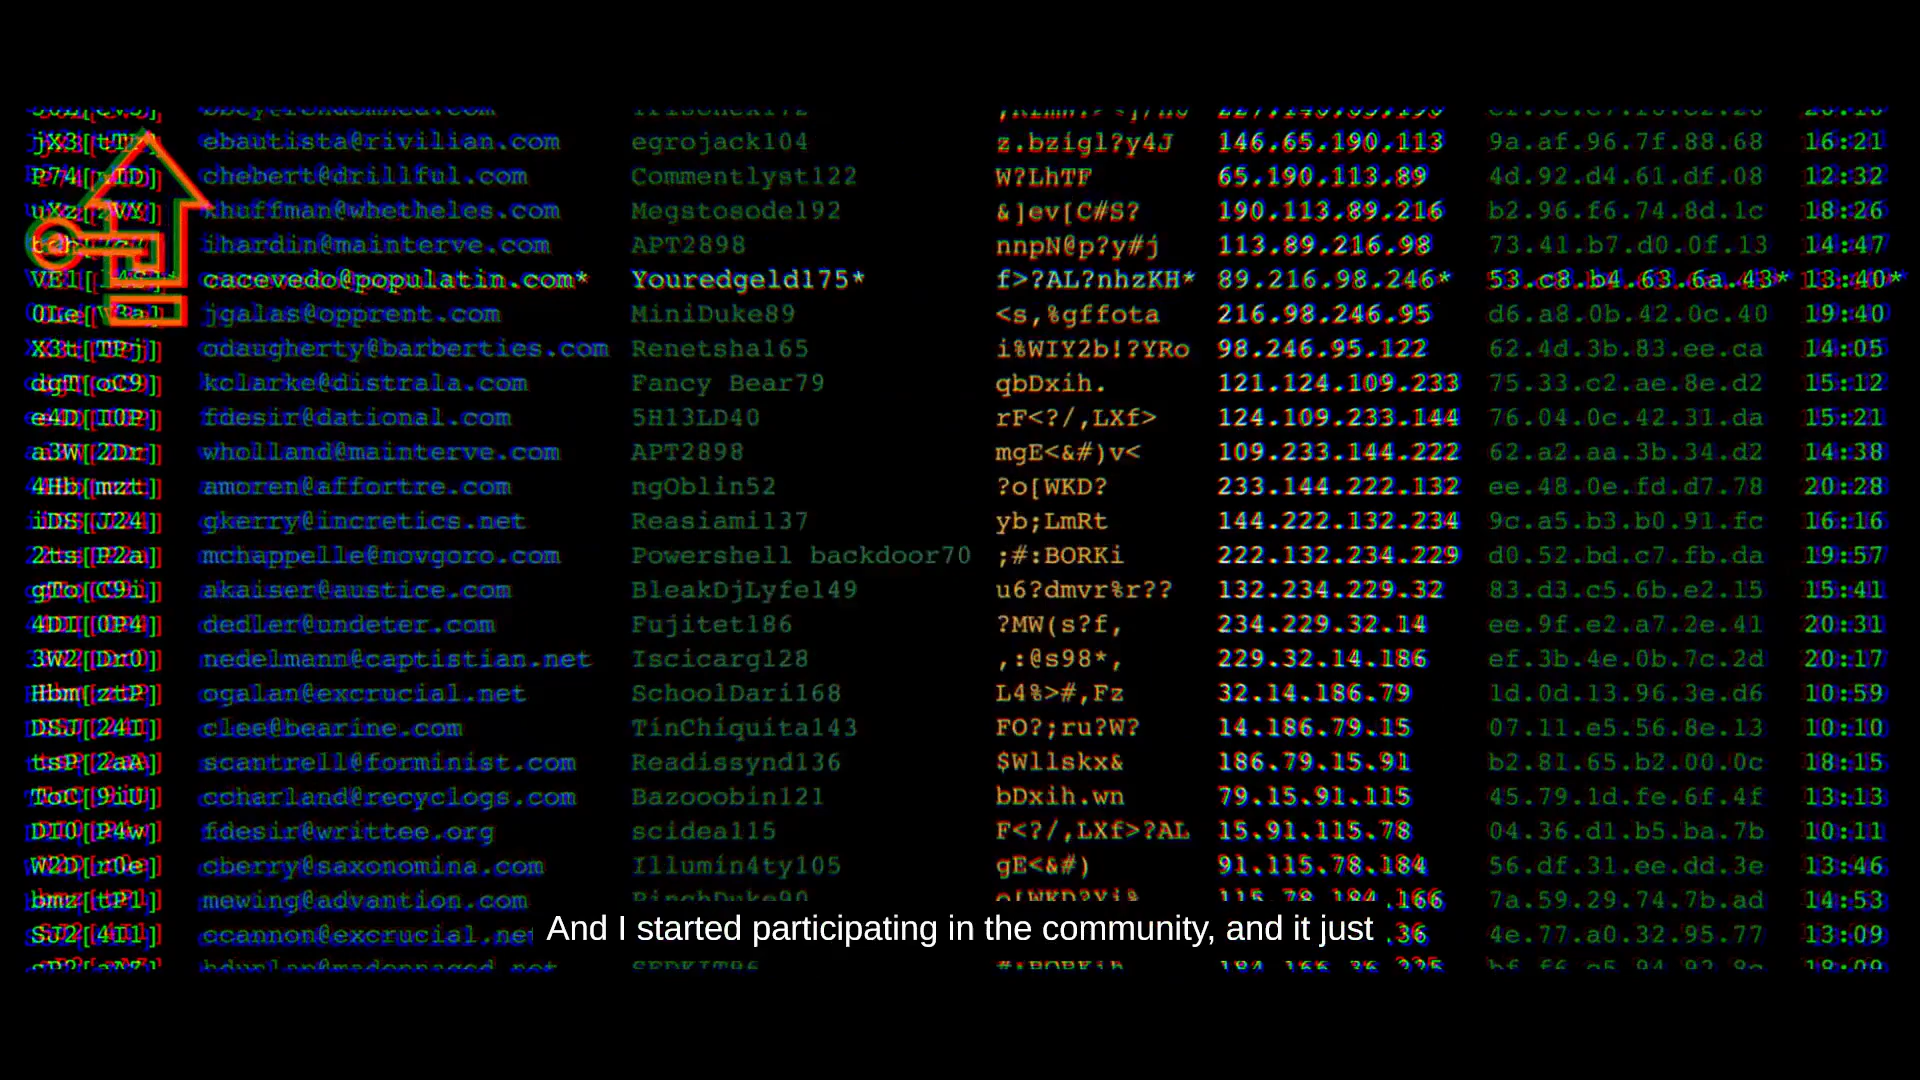 jX3[tTP] ebautista@rivilian.com egrojack104 z.bzigl?y4J 146.65.190.113 9a.af.96.7f.88.68 16:21
P74 chebert@drillful.com Commentlyst122 W?LhTF 65.190.113.89 4d.92.d4.61.df.08 12:32
uXz khuffman@whetheles.com Megstosodel92 &]ev[C#S? 190.113.89.216 b2.96.f6.74.8d.1c 18:26
ihardin@mainterve.com APT2898 nnpN@p?y#j 113.89.216.98 73.41.b7.d0.0f.13 14:47
cacevedo@populatin.com* Youredgeld175* f>?AL?nhzKH* 89.216.98.246* 53.c8.b4.63.6a.43* 13:40*
0Le[V3a] jgalas@opprent.com MiniDuke89 <s,%gffota 216.98.246.95 d6.a8.0b.42.0c.40 19:40
X3t[TPj] odaugherty@barberties.com Renetsha165 i%WIY2b!?YRo 98.246.95.122 62.4d.3b.83.ee.ca 14:05
dgT[oC9] kclarke@distrala.com Fancy Bear79 qbDxih. 121.124.109.233 75.33.c2.ae.8e.d2 15:12
e4D[I0P] fdesir@dational.com 5H13LD40 rF<?/,LXf> 124.109.233.144 76.04.0c.42.31.da 15:21
a3W[2Dr] wholland@mainterve.com APT2898 mgE<&#)v< 109.233.144.222 62.a2.aa.3b.34.d2 14:38
4Hb[mzt] amoren@affortre.com ngOblin52 ?o[WKD? 233.144.222.132 ee.48.0e.fd.d7.78 20:28
iDS[J24] gkerry@incretics.net Reasiami137 yb;LmRt 144.222.132.234 9c.a5.b3.b0.91.fc 16:16
2ts[P2a] mchappelle@novgoro.com Powershell backdoor70 ;#:BORKi 222.132.234.229 d0.52.bd.c7.fb.da 19:57
gTo[C9i] akaiser@austice.com BleakDjLyfe149 u6?dmvr%r?? 132.234.229.32 83.d3.c5.6b.e2.15 15:41
4DI[0P4] dedler@undeter.com Fujitet186 ?MW(s?f, 234.229.32.14 ee.9f.e2.a7.2e.41 20:31
3W2[Dr0] nedelmann@captistian.net Iscicarg128 ,:@s98*, 229.32.14.186 ef.3b.4e.0b.7c.2d 20:17
Hbm[ztP] ogalan@excrucial.net SchoolDari168 L4%>#,Fz 32.14.186.79 1d.0d.13.96.3e.d6 10:59
DSJ[24I] clee@bearine.com TinChiquita143 FO?;ru?W? 14.186.79.15 07.11.e5.56.8e.13 10:10
tsP[2aA] scantrell@forminist.com Readissynd136 $Wllskx& 186.79.15.91 b2.81.65.b2.00.0c 18:15
ToC[9iU] ccharland@recyclogs.com Bazooobin121 bDxih.wn 79.15.91.115 45.79.1d.fe.6f.4f 13:13
DI0[P4w] fdesir@writtee.org scidea115 F<?/,LXf>?AL 15.91.115.78 04.36.d1.b5.ba.7b 10:11
W2D[r0e] cberry@saxonomina.com Illumin4ty105 gE<&#) 91.115.78.184 56.df.31.ee.dd.3e 13:46
bmz[tP1] mewing@advantion.com 115.78.184.166 7a.59.29.74.7b.ad 14:53
SJ2[4I1] ccannon@excrucial.net .36 4e.77.a0.32.95.77 13:09
And I started participating in the community, and it just